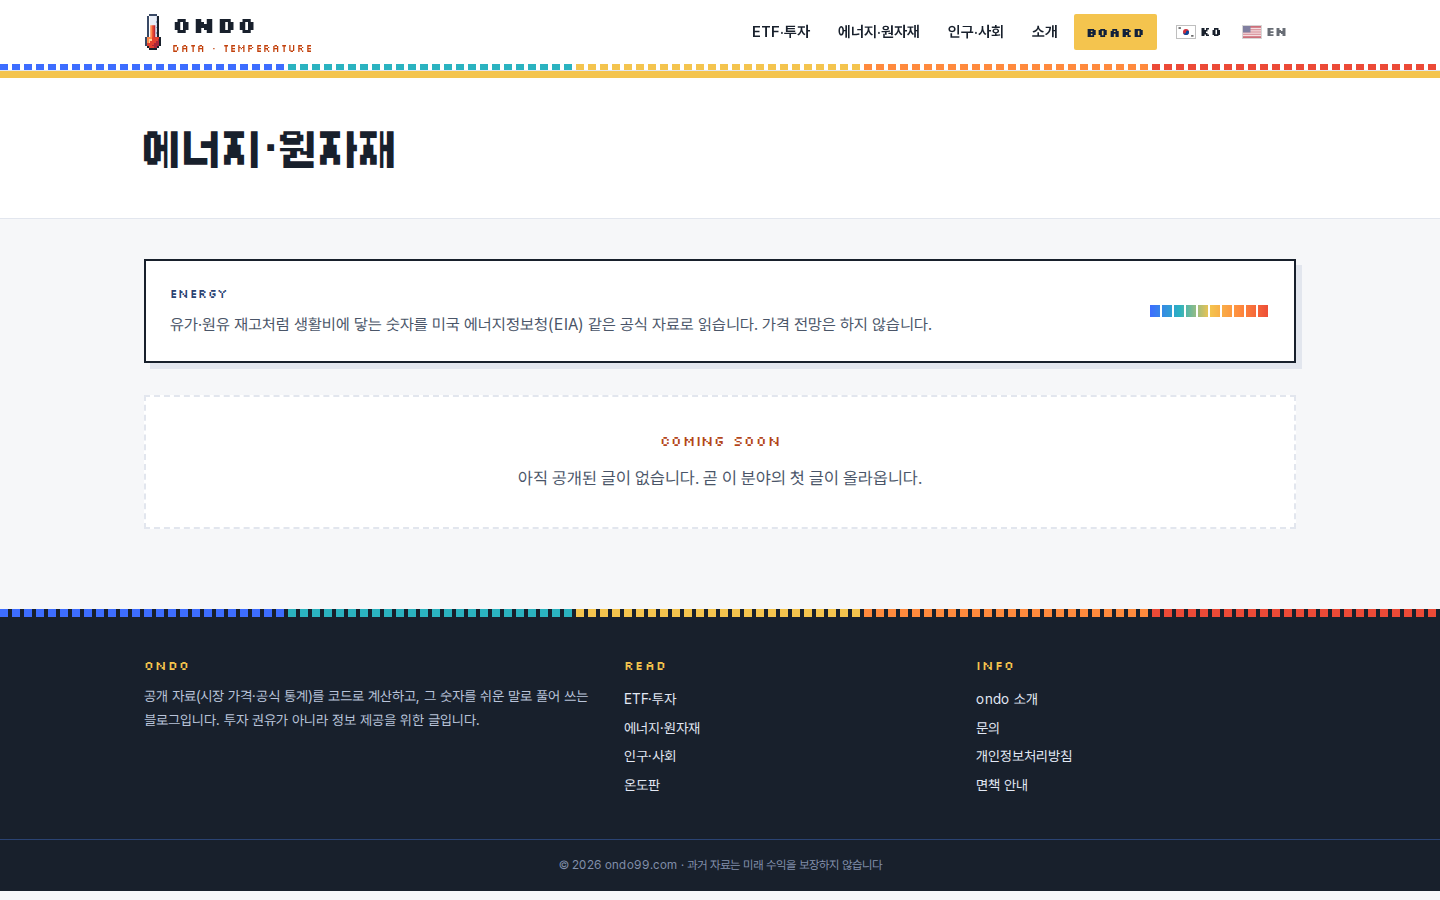 ONDO
DATA · TEMPERATURE
ETF·투자
에너지·원자재
인구·사회
소개
BOARD
KO
EN
에너지·원자재
ENERGY
유가·원유 재고처럼 생활비에 닿는 숫자를 미국 에너지정보청(EIA) 같은 공식 자료로 읽습니다. 가격 전망은 하지 않습니다.
COMING SOON
아직 공개된 글이 없습니다. 곧 이 분야의 첫 글이 올라옵니다.
ONDO
공개 자료(시장 가격·공식 통계)를 코드로 계산하고, 그 숫자를 쉬운 말로 풀어 쓰는
블로그입니다. 투자 권유가 아니라 정보 제공을 위한 글입니다.
READ
ETF·투자
에너지·원자재
인구·사회
온도판
INFO
ondo 소개
문의
개인정보처리방침
면책 안내
© 2026 ondo99.com · 과거 자료는 미래 수익을 보장하지 않습니다